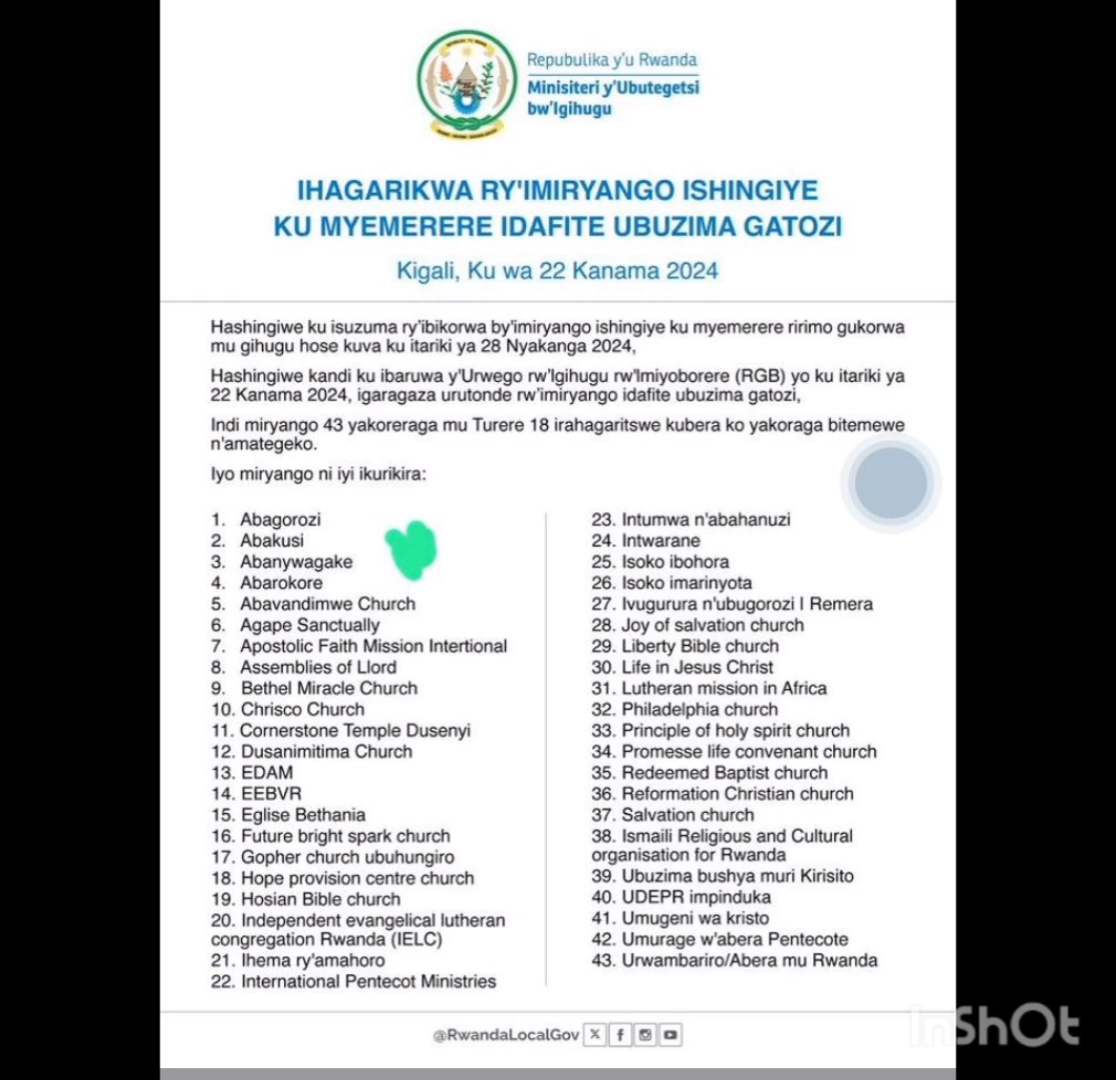 Repubulika y'u Rwanda
Minisiteri y'Ubutegetsi
bw'Igihugu
IHAGARIKWA RY'IMIRYANGO ISHINGIYE
KU MYEMERERE IDAFITE UBUZIMA GATOZI
Kigali, Ku wa 22 Kanama 2024
Hashingiwe ku isuzuma ry'ibikorwa by'imiryango ishingiye ku myemerere ririmo gukorwa
mu gihugu hose kuva ku itariki ya 28 Nyakanga 2024,
Hashingiwe kandi ku ibaruwa y'Urwego rw'Igihugu rw'Imiyoborere (RGB) yo ku itariki ya
22 Kanama 2024, igaragaza urutonde rw'imiryango idafite ubuzima gatozi,
Indi miryango 43 yakoreraga mu Turere 18 irahagaritswe kubera ko yakoraga bitemewe
n'amategeko.
Iyo miryango ni iyi ikurikira:
1. Abagorozi
2. Abakusi
3. Abanywagake
4. Abarokore
5. Abavandimwe Church
6. Agape Sanctually
7. Apostolic Faith Mission Intertional
8. Assemblies of Llord
9. Bethel Miracle Church
10. Chrisco Church
11. Cornerstone Temple Dusenyi
12. Dusanimitima Church
13. EDAM
14. EEBVR
15. Eglise Bethania
16. Future bright spark church
17. Gopher church ubuhungiro
18. Hope provision centre church
19. Hosian Bible church
20. Independent evangelical lutheran
congregation Rwanda (IELC)
21. Ihema ry'amahoro
22. International Pentecot Ministries
23. Intumwa n'abahanuzi
24. Intwarane
25. Isoko ibohora
26. Isoko imarinyota
27. Ivugurura n'ubugorozi I Remera
28. Joy of salvation church
29. Liberty Bible church
30. Life in Jesus Christ
31. Lutheran mission in Africa
32. Philadelphia church
33. Principle of holy spirit church
34. Promesse life convenant church
35. Redeemed Baptist church
36. Reformation Christian church
37. Salvation church
38. Ismaili Religious and Cultural
organisation for Rwanda
39. Ubuzima bushya muri Kirisito
40. UDEPR impinduka
41. Umugeni wa kristo
42. Umurage w'abera Pentecote
43. Urwambariro/Abera mu Rwanda
@RwandaLocalGov
InShOt